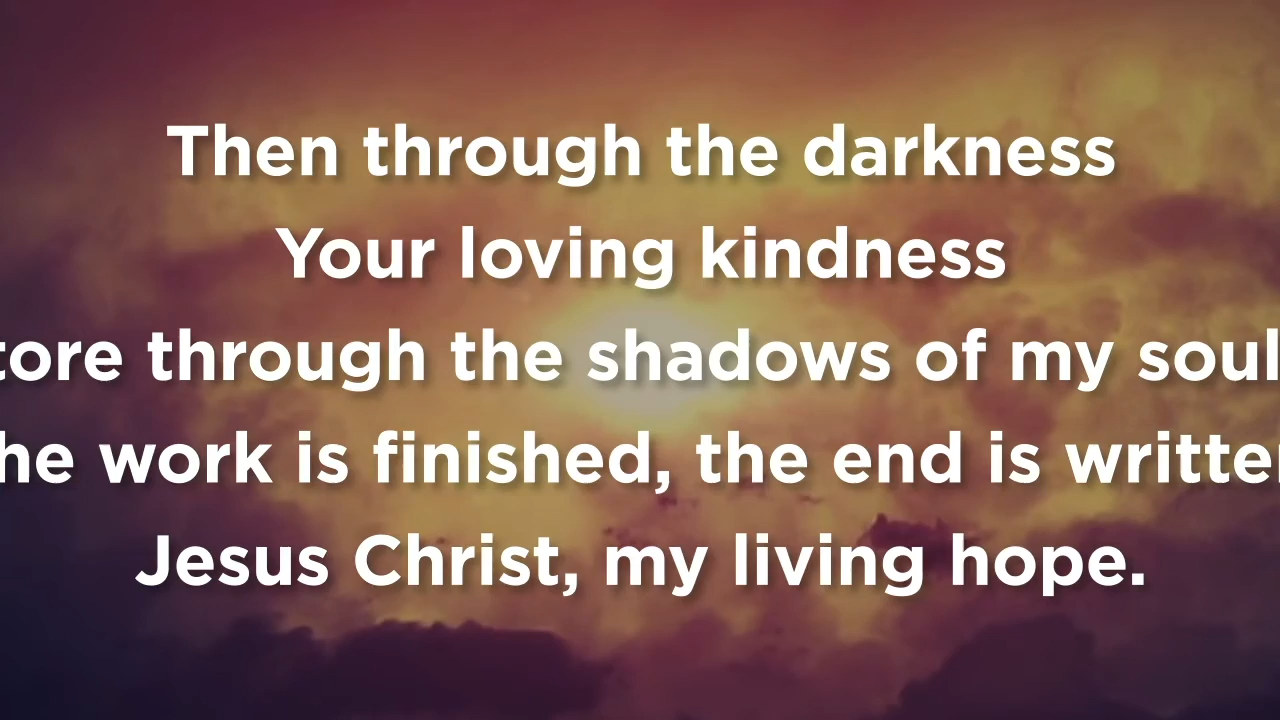 Then through the darkness
Your loving kindness
tore through the shadows of my soul
he work is finished, the end is writte
Jesus Christ, my living hope.